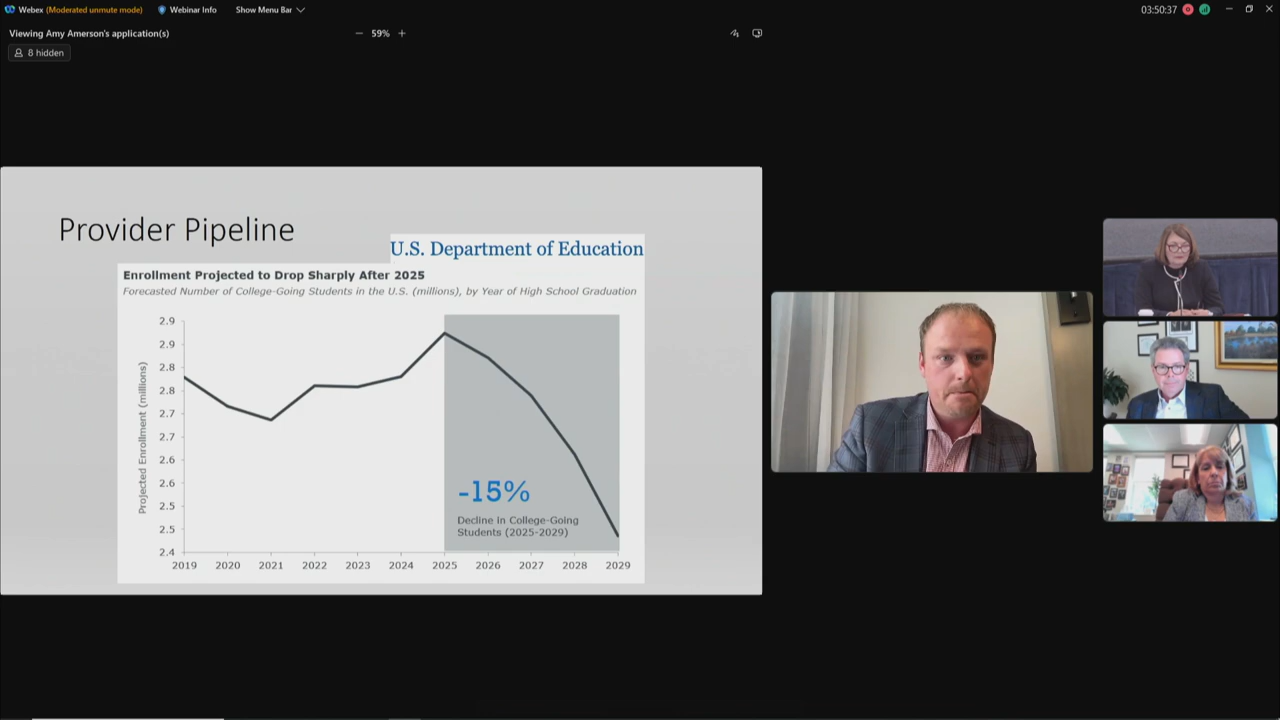 Webex (Moderated unmute mode) Webinar Info Show Menu Bar 03:50:37
Viewing Amy Amerson's application(s) − 59% +
8 hidden
Provider Pipeline
U.S. Department of Education
Enrollment Projected to Drop Sharply After 2025
Forecasted Number of College-Going Students in the U.S. (millions), by Year of High School Graduation
Projected Enrollment (millions)
2.9
2.9
2.8
2.8
2.7
2.7
2.6
2.6
2.5
2.5
2.4
-15%
Decline in College-Going
Students (2025-2029)
2019 2020 2021 2022 2023 2024 2025 2026 2027 2028 2029